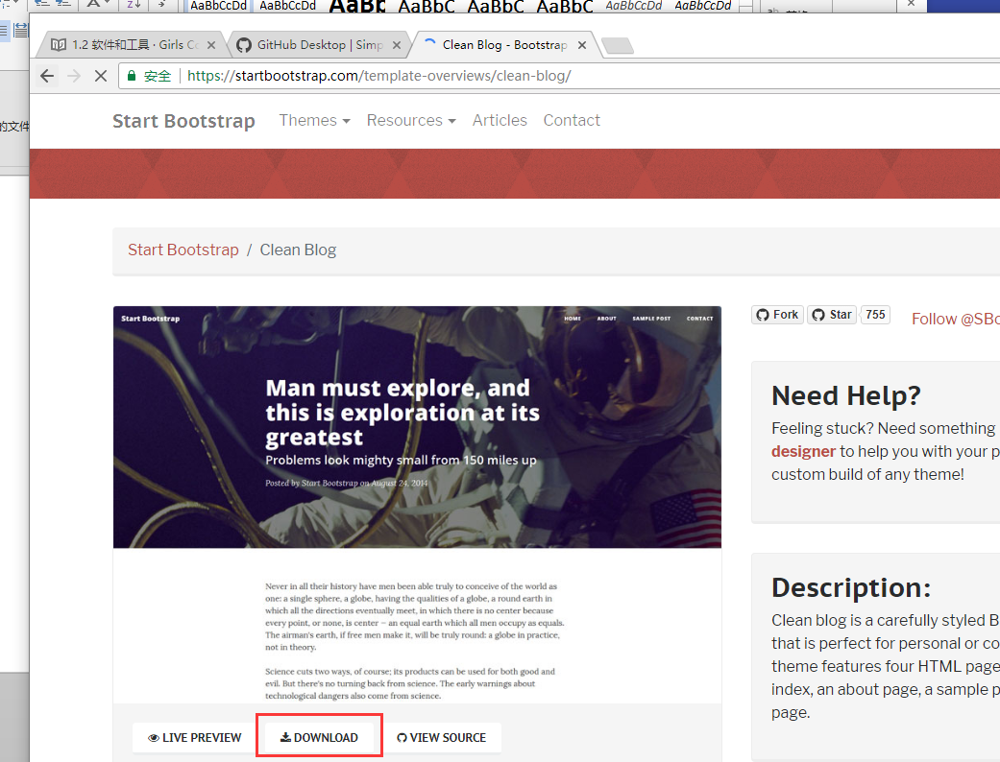 AaBbCcDd AaBbCcDd AaBb AaBbC AaBbC AaBbC AaBbCcDd AaBbCcDd
1.2 软件和工具 · Girls Co
GitHub Desktop | Simp
Clean Blog - Bootstrap
安全 https://startbootstrap.com/template-overviews/clean-blog/
的文件
Start Bootstrap Themes Resources Articles Contact
Start Bootstrap / Clean Blog
Start Bootstrap HOME ABOUT SAMPLE POST CONTACT
Man must explore, and
this is exploration at its
greatest
Problems look mighty small from 150 miles up
Posted by Start Bootstrap on August 24, 2014
Never in all their history have men been able truly to conceive of the world as
one: a single sphere, a globe, having the qualities of a globe, a round earth in
which all the directions eventually meet, in which there is no center because
every point, or none, is center — an equal earth which all men occupy as equals.
The airman's earth, if free men make it, will be truly round: a globe in practice,
not in theory.
Science cuts two ways, of course; its products can be used for both good and
evil. But there's no turning back from science. The early warnings about
technological dangers also come from science.
LIVE PREVIEW DOWNLOAD VIEW SOURCE
Fork Star 755 Follow @SBo
Need Help?
Feeling stuck? Need something
designer to help you with your p
custom build of any theme!
Description:
Clean blog is a carefully styled B
that is perfect for personal or co
theme features four HTML page
index, an about page, a sample p
page.